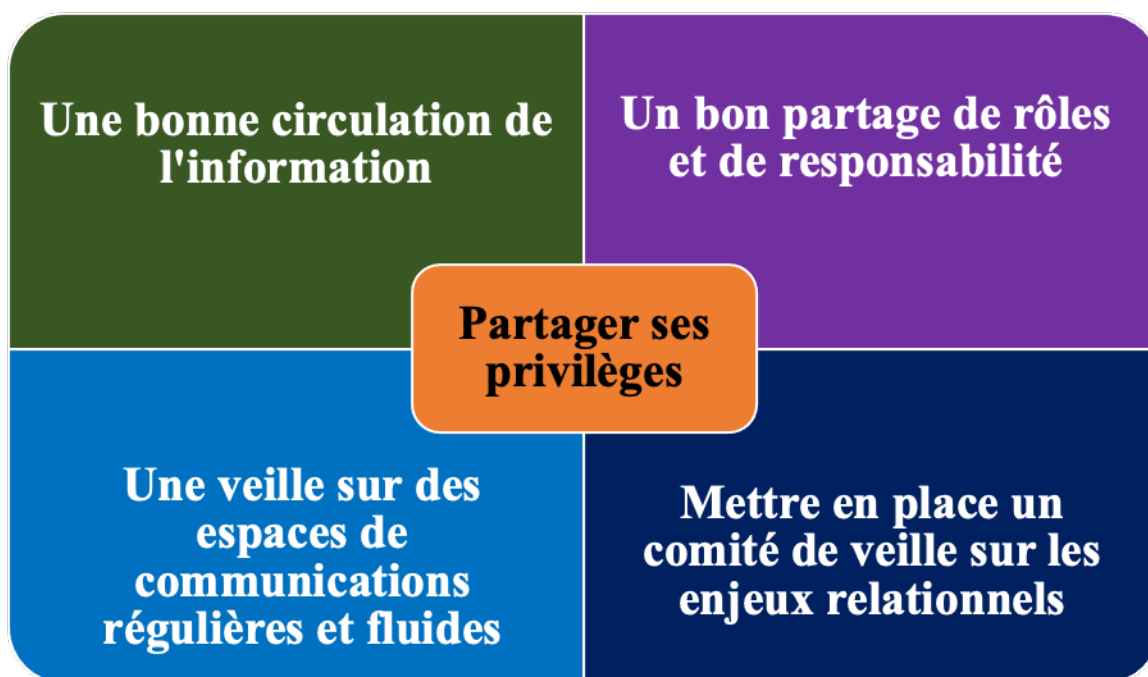 Une bonne circulation de
l'information
Un bon partage de rôles
et de responsabilité
Partager ses
privilèges
Une veille sur des
espaces de
communications
régulières et fluides
Mettre en place un
comité de veille sur les
enjeux relationnels